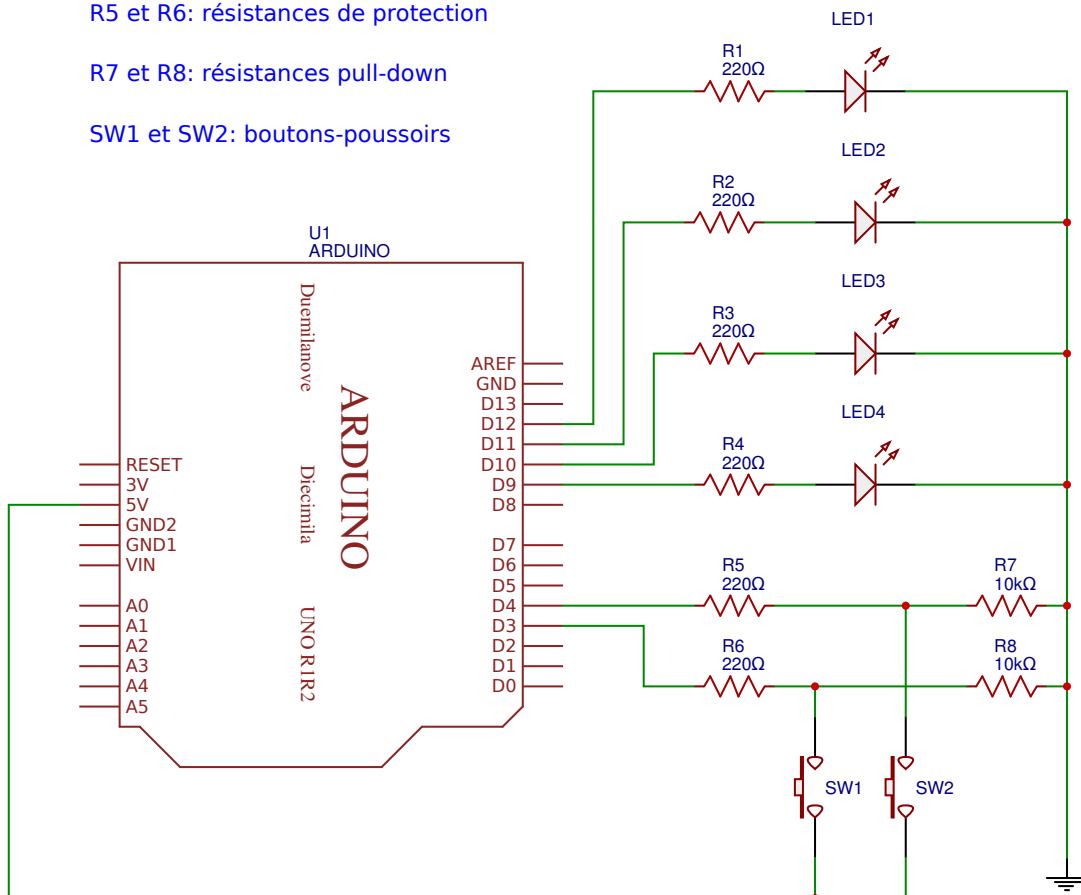 R5 et R6: résistances de protection
R7 et R8: résistances pull-down
SW1 et SW2: boutons-poussoirs
LED1
R1
220Ω
LED2
R2
220Ω
LED3
R3
220Ω
LED4
R4
220Ω
U1
ARDUINO
Duemilanove
ARDUINO
Diecimila
UNO R1R2
RESET
3V
5V
GND2
GND1
VIN
A0
A1
A2
A3
A4
A5
AREF
GND
D13
D12
D11
D10
D9
D8
D7
D6
D5
D4
D3
D2
D1
D0
R5
220Ω
R7
10kΩ
R6
220Ω
R8
10kΩ
SW1
SW2